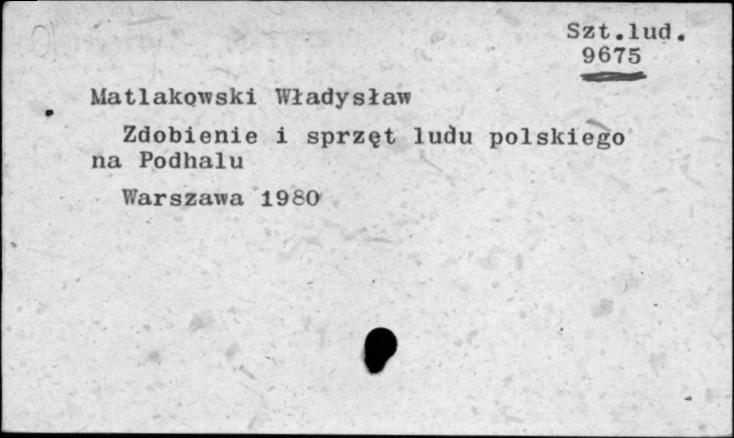 Szt.lud.
9675
Matlakowski Władysław
Zdobienie i sprzęt ludu polskiego
na Podhalu
Warszawa 1980